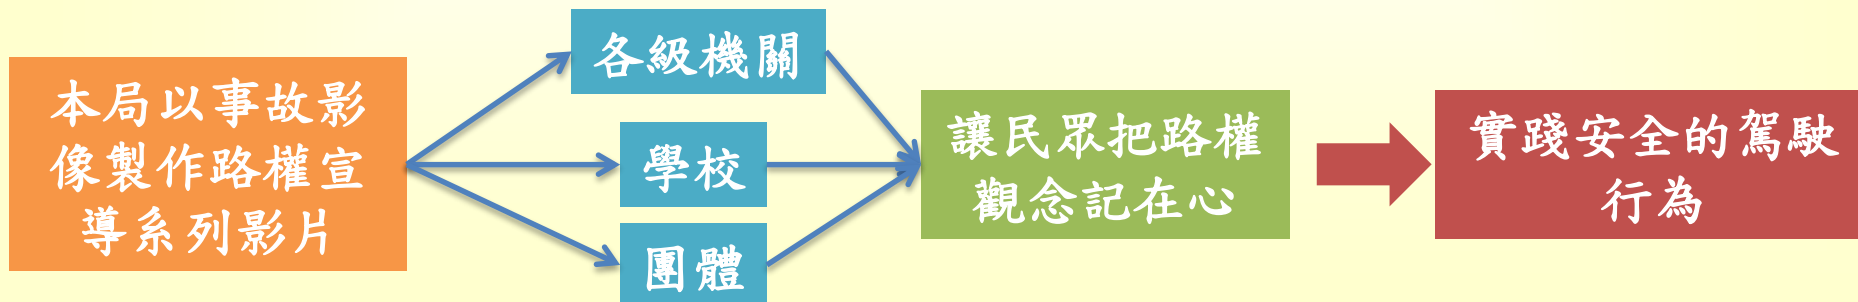 本局以事故影
像製作路權宣
導系列影片
各級機關
學校
團體
讓民眾把路權
觀念記在心
實踐安全的駕駛
行為